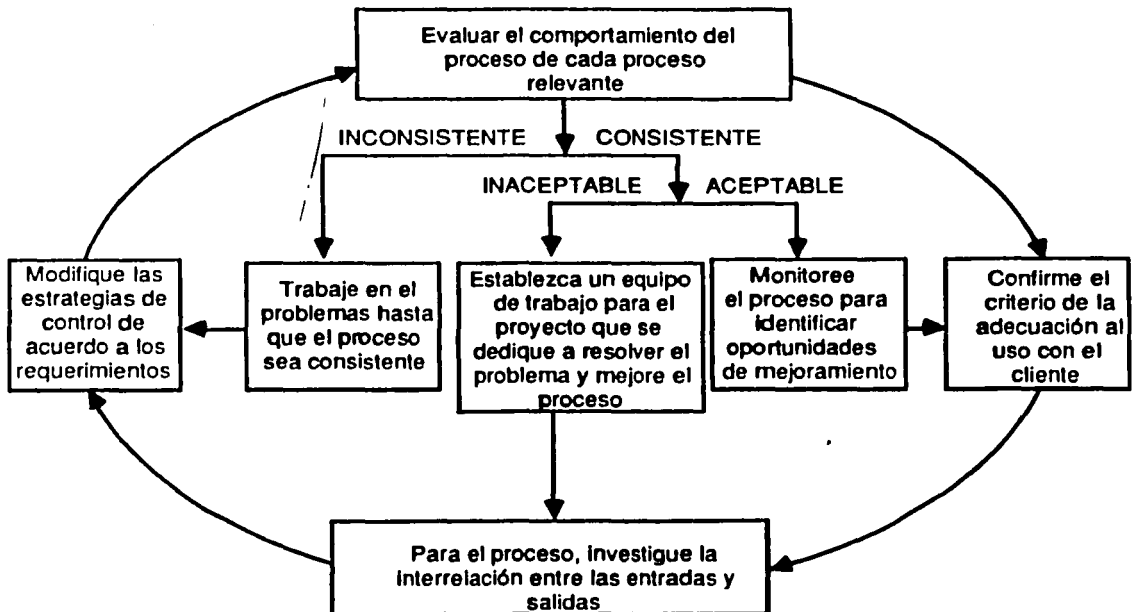 Evaluar el comportamiento del
proceso de cada proceso
relevante
INCONSISTENTE
CONSISTENTE
INACEPTABLE
ACEPTABLE
Modifique las
estrategias de
control de
acuerdo a los
requerimientos
Trabaje en el
problemas hasta
que el proceso
sea consistente
Establezca un equipo
de trabajo para el
proyecto que se
dedique a resolver el
problema y mejore el
proceso
Monitoree
el proceso para
identificar
oportunidades
de mejoramiento
Confirme el
criterio de la
adecuación al
uso con el
cliente
Para el proceso, investigue la
interrelación entre las entradas y
salidas